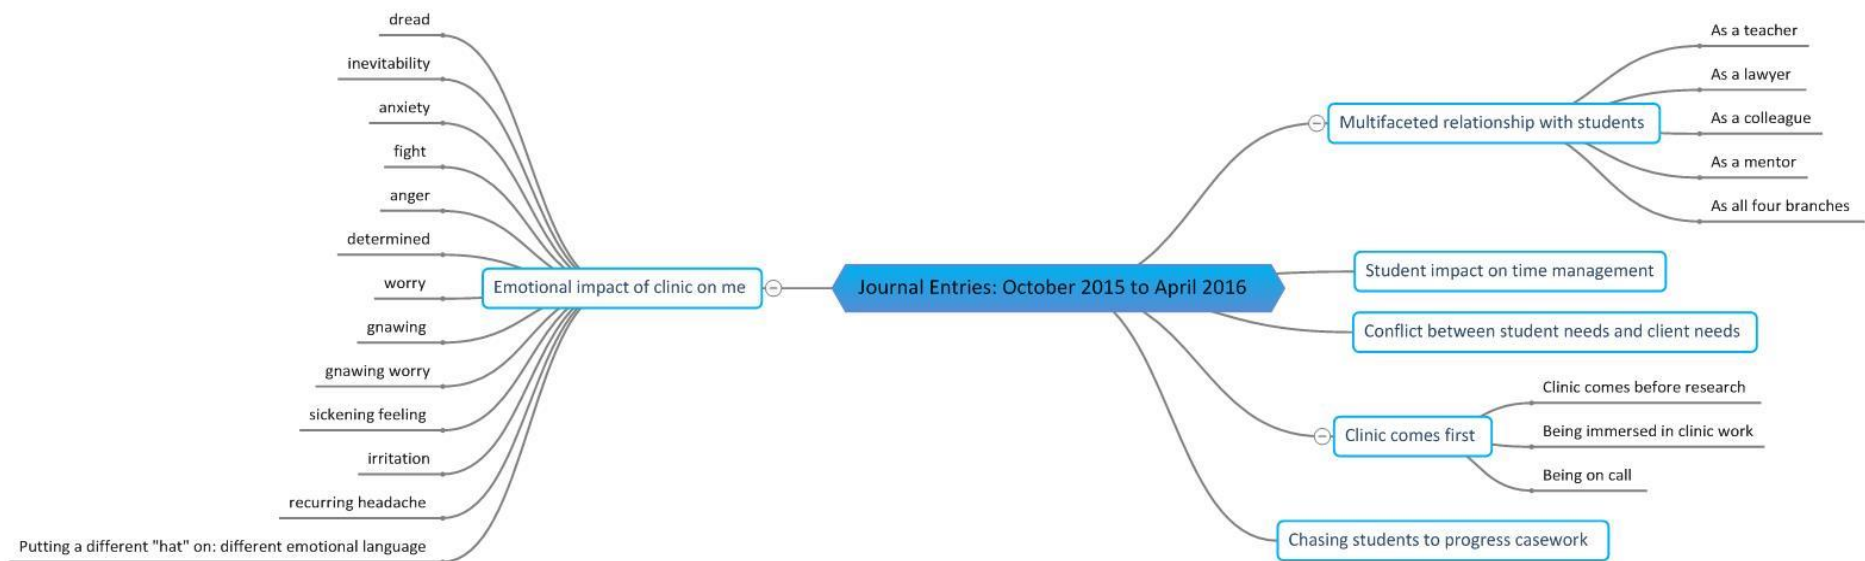 dread
inevitability
anxiety
fight
anger
determined
worry
gnawing
gnawing worry
sickening feeling
irritation
recurring headache
Putting a different "hat" on: different emotional language
Emotional impact of clinic on me
Journal Entries: October 2015 to April 2016
Multifaceted relationship with students
As a teacher
As a lawyer
As a colleague
As a mentor
As all four branches
Student impact on time management
Conflict between student needs and client needs
Clinic comes first
Clinic comes before research
Being immersed in clinic work
Being on call
Chasing students to progress casework